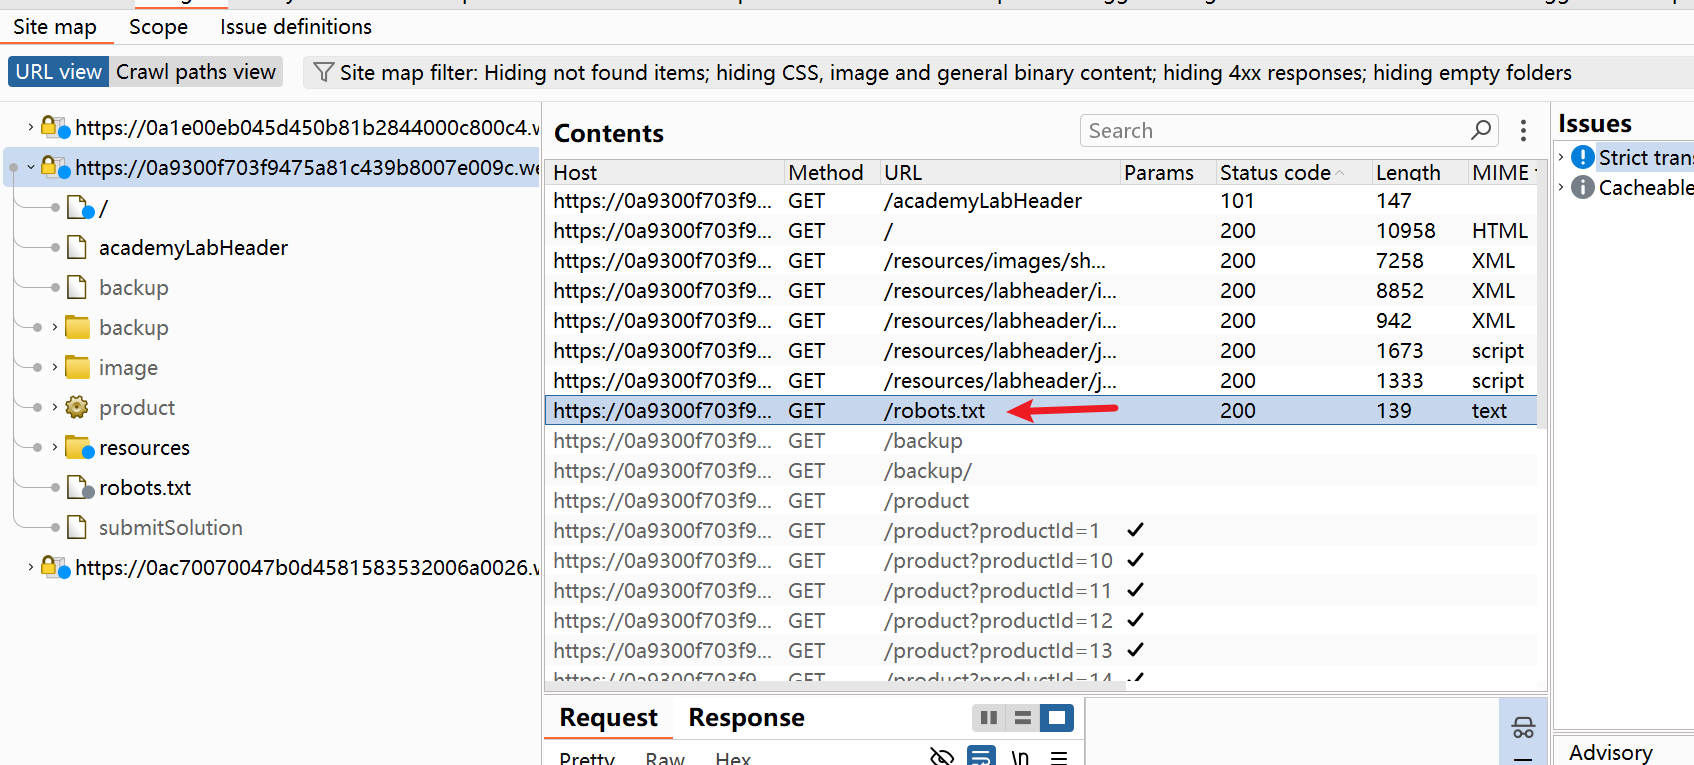 Site map Scope Issue definitions
URL view Crawl paths view Site map filter: Hiding not found items; hiding CSS, image and general binary content; hiding 4xx responses; hiding empty folders
https://0a1e00eb045d450b81b2844000c800c4.w
https://0a9300f703f9475a81c439b8007e009c.we
/
academyLabHeader
backup
backup
image
product
resources
robots.txt
submitSolution
https://0ac70070047b0d4581583532006a0026.w
Contents
Search
Host Method URL Params Status code Length MIME
https://0a9300f703f9... GET /academyLabHeader 101 147
https://0a9300f703f9... GET / 200 10958 HTML
https://0a9300f703f9... GET /resources/images/sh... 200 7258 XML
https://0a9300f703f9... GET /resources/labheader/i... 200 8852 XML
https://0a9300f703f9... GET /resources/labheader/i... 200 942 XML
https://0a9300f703f9... GET /resources/labheader/j... 200 1673 script
https://0a9300f703f9... GET /resources/labheader/j... 200 1333 script
https://0a9300f703f9... GET /robots.txt 200 139 text
https://0a9300f703f9... GET /backup
https://0a9300f703f9... GET /backup/
https://0a9300f703f9... GET /product
https://0a9300f703f9... GET /product?productId=1 ✓
https://0a9300f703f9... GET /product?productId=10 ✓
https://0a9300f703f9... GET /product?productId=11 ✓
https://0a9300f703f9... GET /product?productId=12 ✓
https://0a9300f703f9... GET /product?productId=13 ✓
https://0a9300f703f9... GET /product?productId=14 ✓
Request Response
Pretty Raw Hex \n
Issues
Strict tran
Cacheable
Advisory